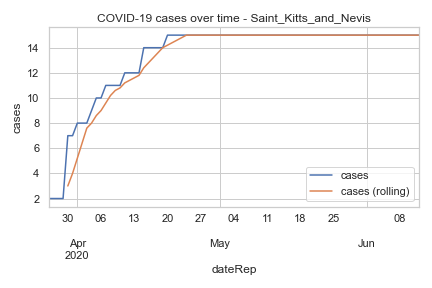 COVID-19 cases over time - Saint_Kitts_and_Nevis
cases
14
12
10
8
6
4
2
cases
cases (rolling)
30 06 13 20 27 04 11 18 25 08
Apr May Jun
2020
dateRep